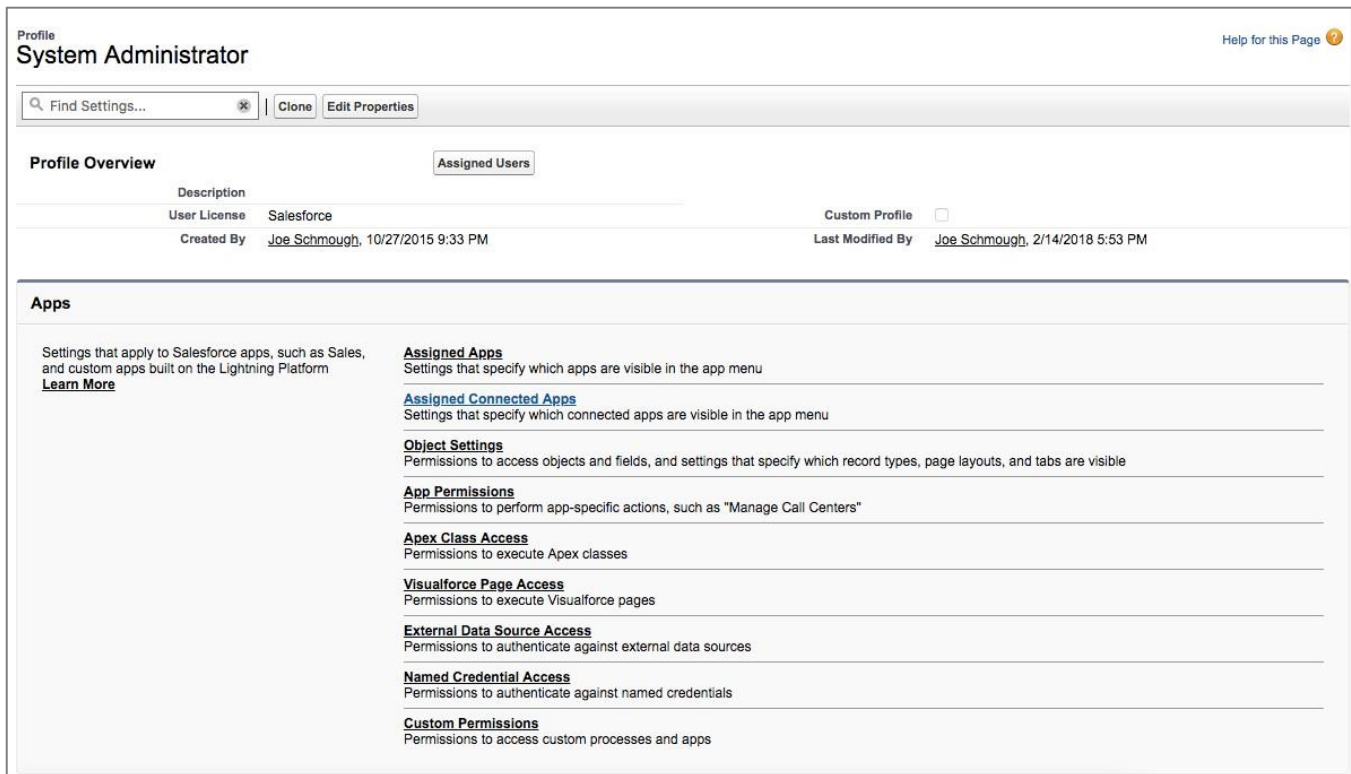 Profile
System Administrator
Help for this Page
Find Settings...
Clone
Edit Properties
Profile Overview
Assigned Users
Description
User License Salesforce
Custom Profile
Created By Joe Schmough, 10/27/2015 9:33 PM
Last Modified By Joe Schmough, 2/14/2018 5:53 PM
Apps
Settings that apply to Salesforce apps, such as Sales,
and custom apps built on the Lightning Platform
Learn More
Assigned Apps
Settings that specify which apps are visible in the app menu
Assigned Connected Apps
Settings that specify which connected apps are visible in the app menu
Object Settings
Permissions to access objects and fields, and settings that specify which record types, page layouts, and tabs are visible
App Permissions
Permissions to perform app-specific actions, such as "Manage Call Centers"
Apex Class Access
Permissions to execute Apex classes
Visualforce Page Access
Permissions to execute Visualforce pages
External Data Source Access
Permissions to authenticate against external data sources
Named Credential Access
Permissions to authenticate against named credentials
Custom Permissions
Permissions to access custom processes and apps